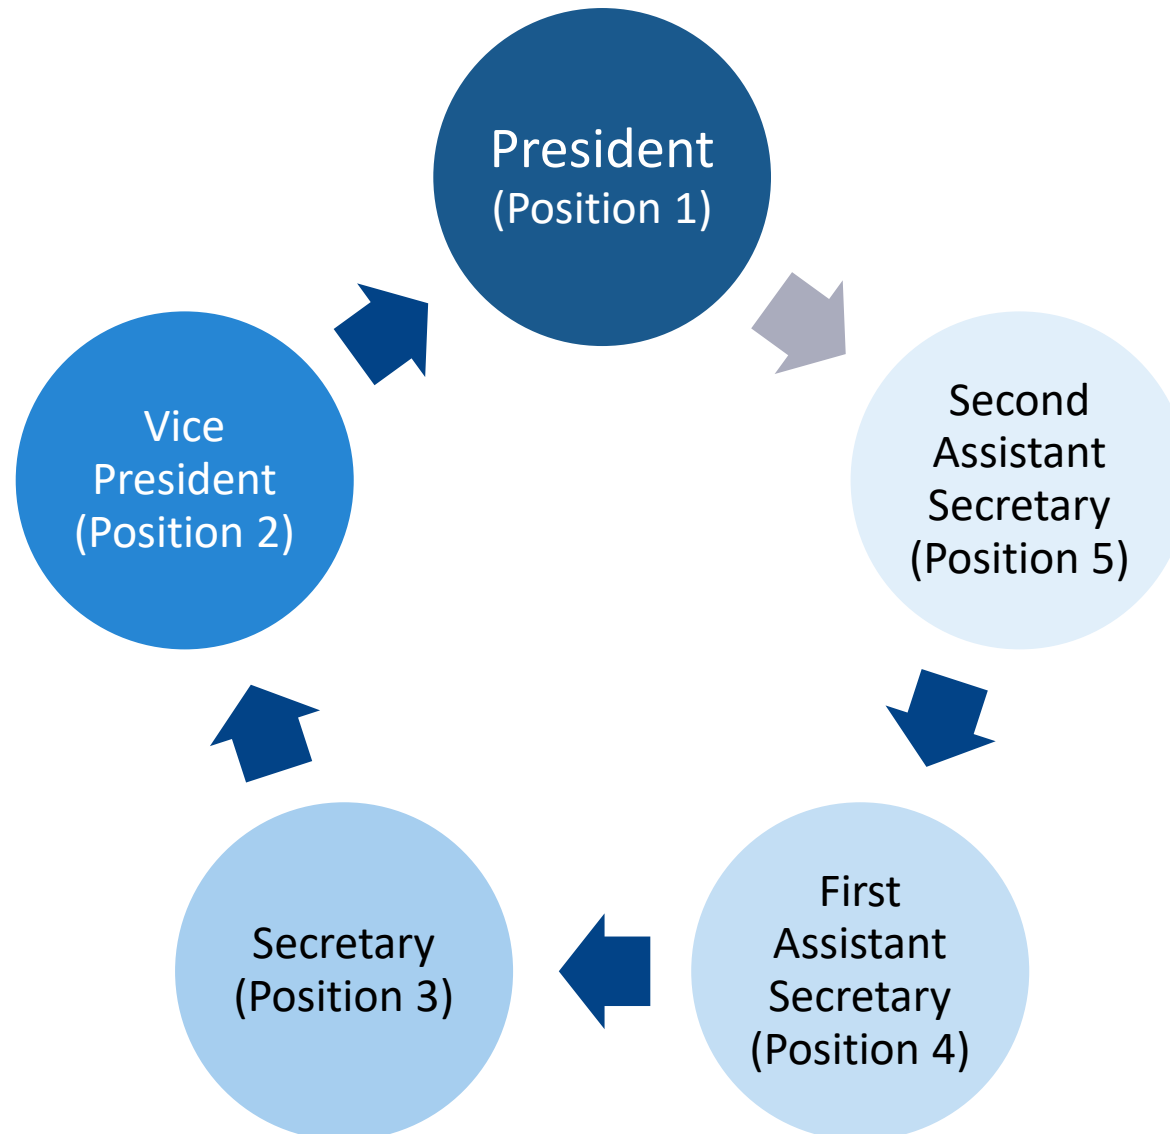 President
(Position 1)
Second
Assistant
Secretary
(Position 5)
First
Assistant
Secretary
(Position 4)
Secretary
(Position 3)
Vice
President
(Position 2)